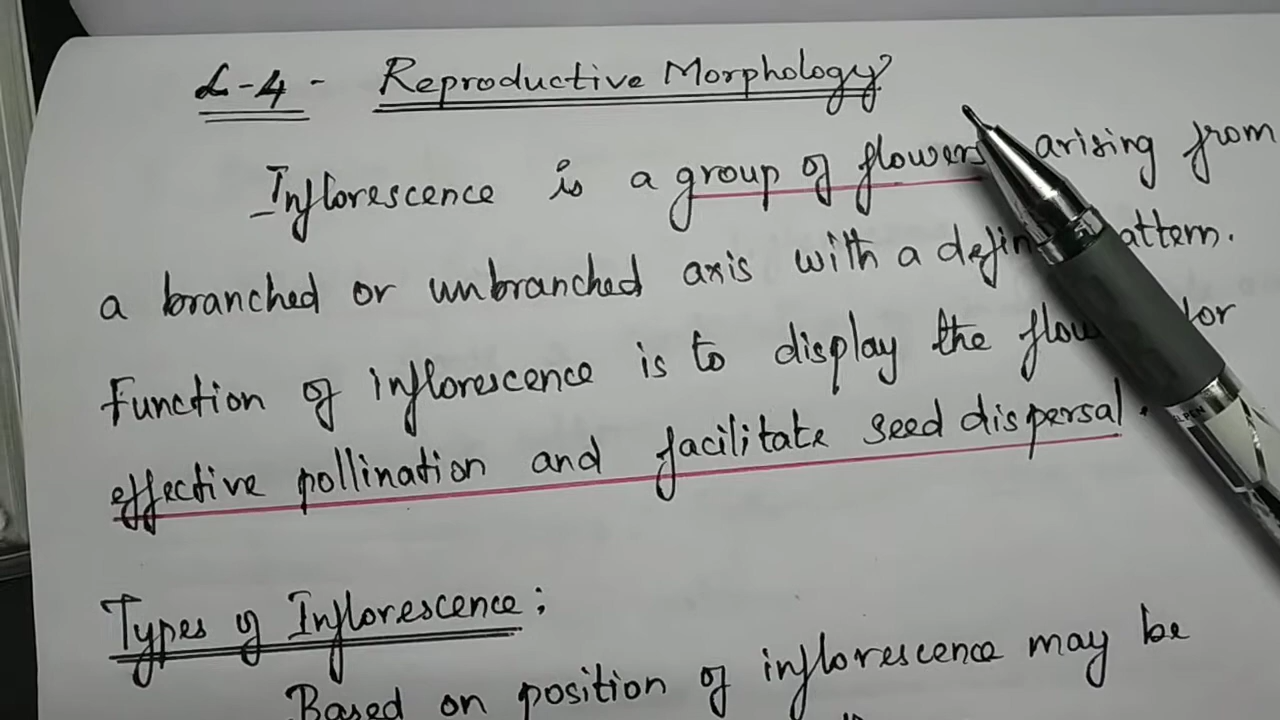 L-4 - Reproductive Morphology
Inflorescence is a group of flowers arising from
a branched or unbranched axis with a defin attern.
Function of inflorescence is to display the flow for
effective pollination and facilitate seed dispersal.
Types of Inflorescence:
Based on position of inflorescence may be